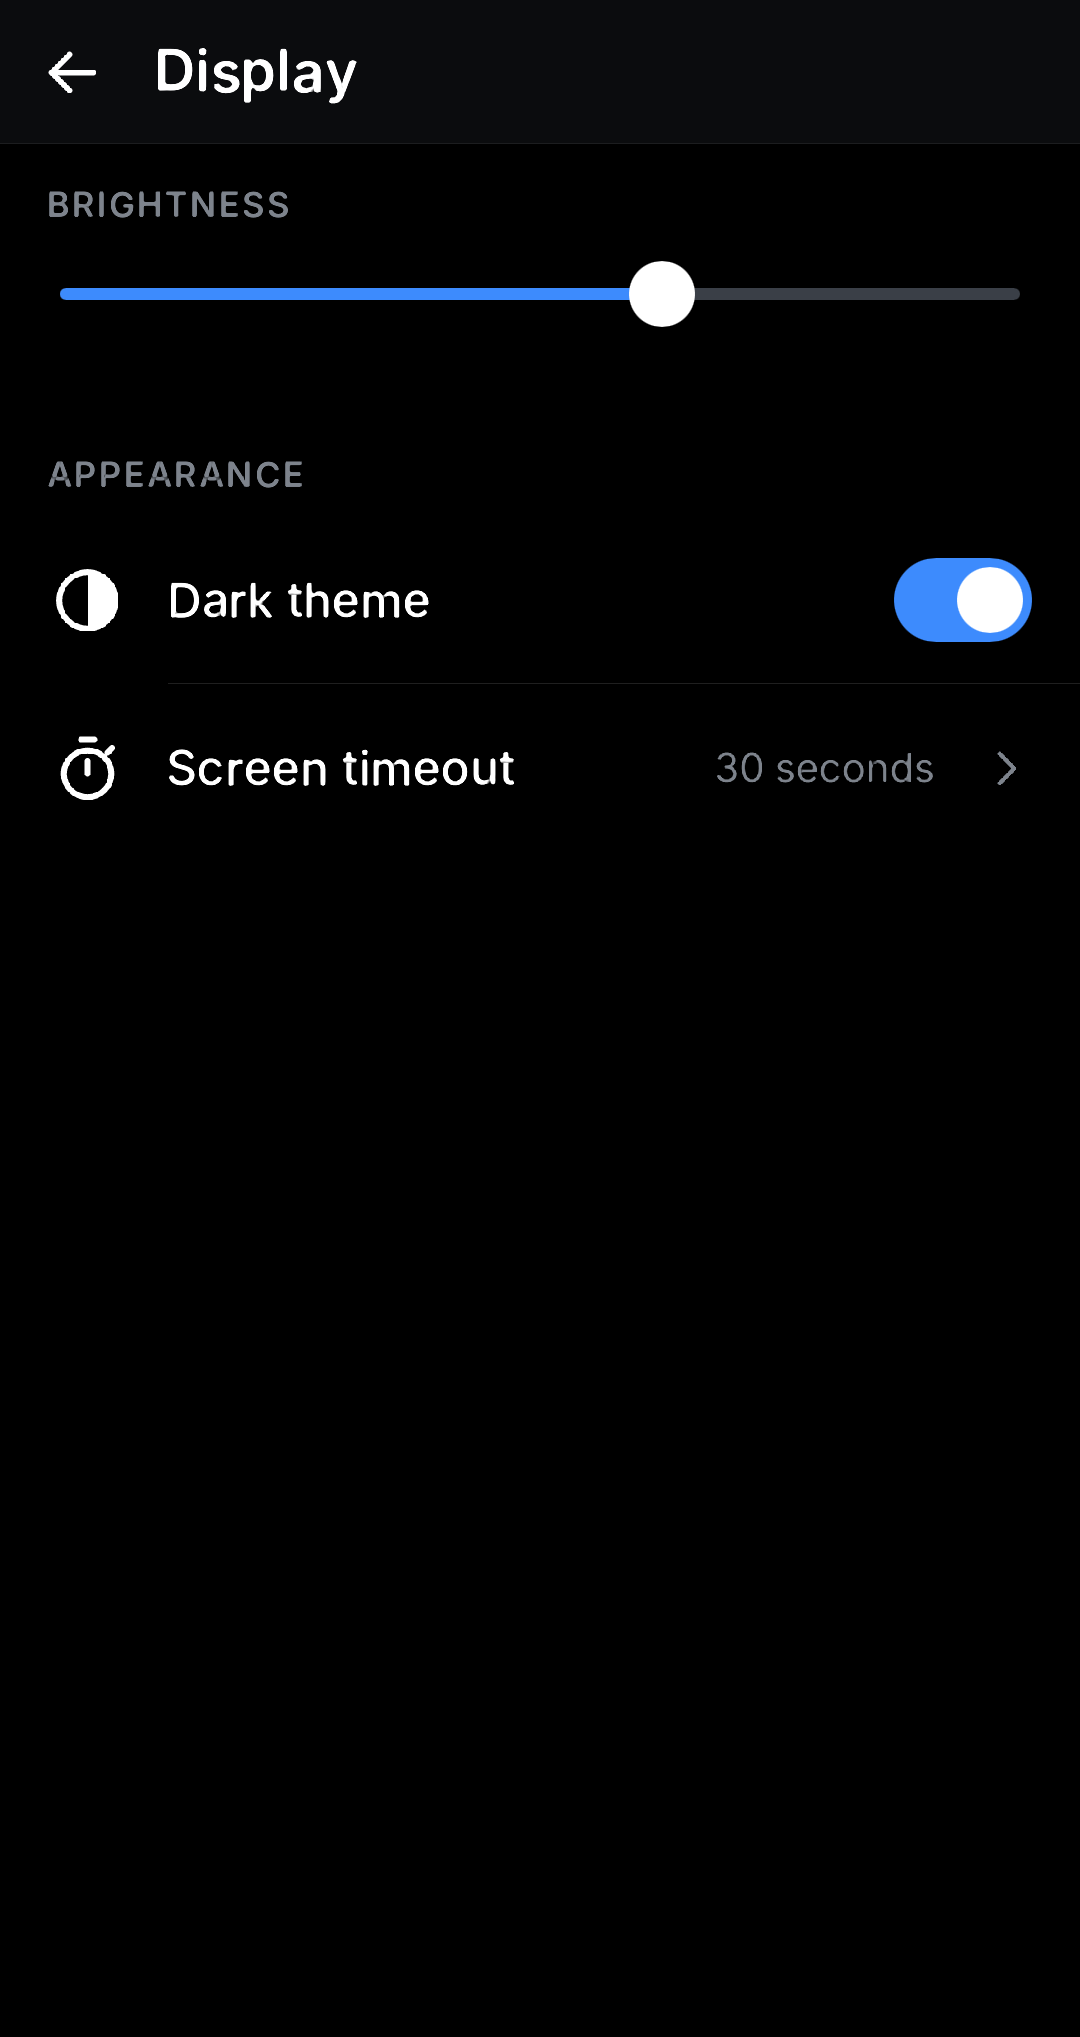 Display
BRIGHTNESS
APPEARANCE
Dark theme
Screen timeout 30 seconds